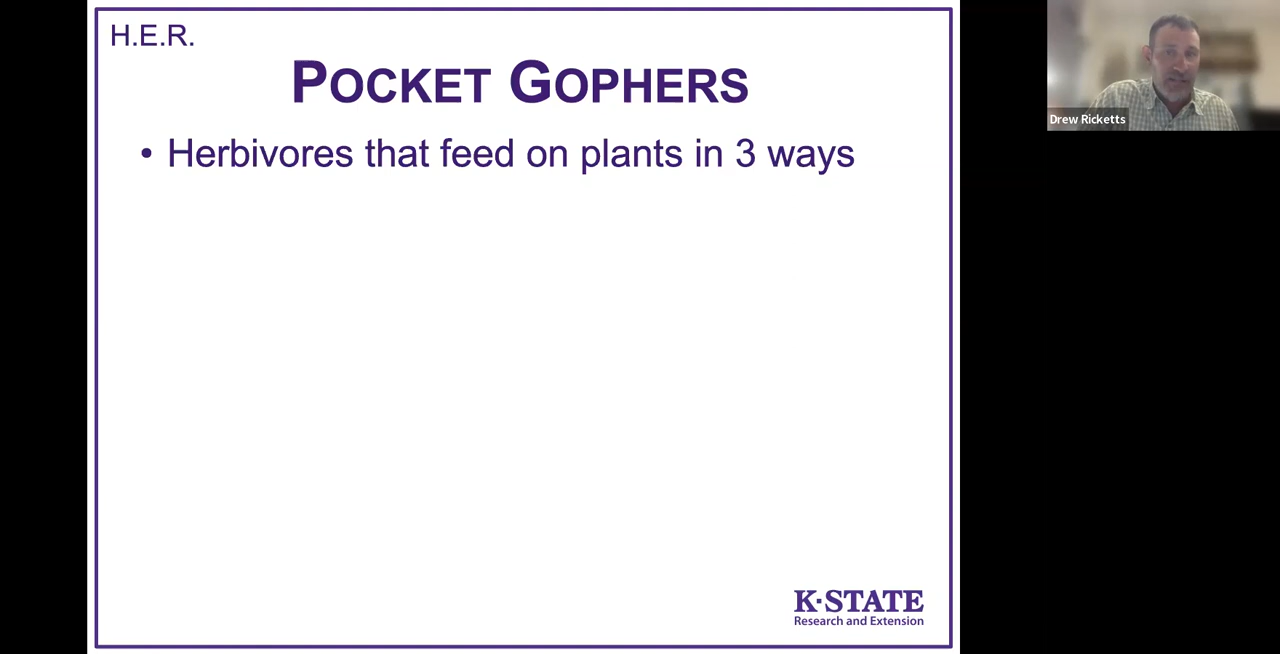 H.E.R.
POCKET GOPHERS
• Herbivores that feed on plants in 3 ways
K·STATE
Research and Extension
Drew Ricketts